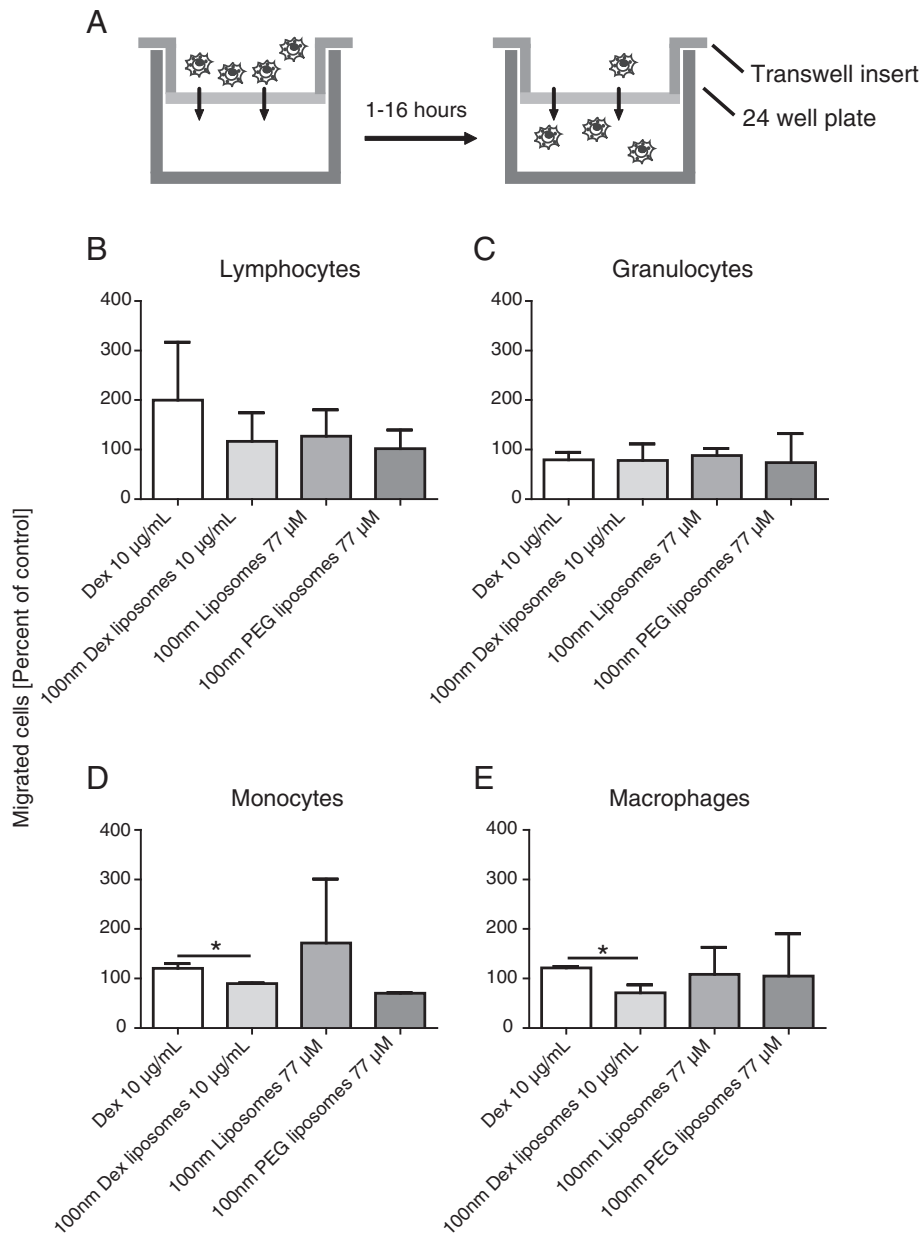 A
1-16 hours
Transwell insert
24 well plate
Migrated cells [Percent of control]
B
Lymphocytes
400
300
200
100
0
Dex 10 µg/mL
100nm Dex liposomes 10 µg/mL
100nm Liposomes 77 µM
100nm PEG liposomes 77 µM
C
Granulocytes
400
300
200
100
0
Dex 10 µg/mL
100nm Dex liposomes 10 µg/mL
100nm Liposomes 77 µM
100nm PEG liposomes 77 µM
D
Monocytes
400
300
200
100
0
*
Dex 10 µg/mL
100nm Dex liposomes 10 µg/mL
100nm Liposomes 77 µM
100nm PEG liposomes 77 µM
E
Macrophages
400
300
200
100
0
*
Dex 10 µg/mL
100nm Dex liposomes 10 µg/mL
100nm Liposomes 77 µM
100nm PEG liposomes 77 µM